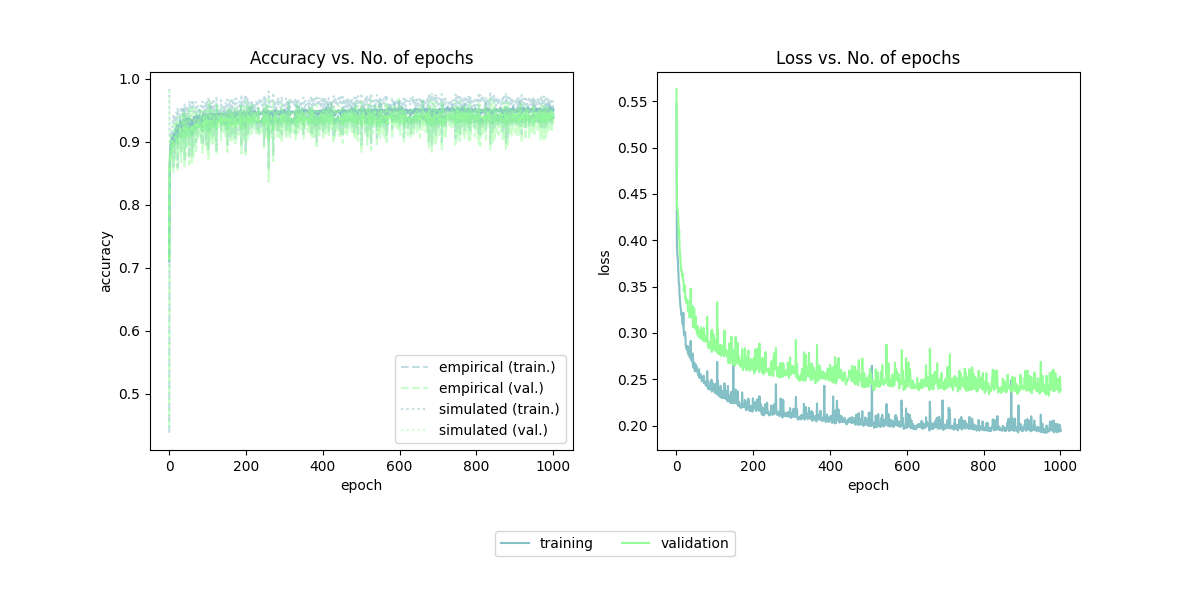 Accuracy vs. No. of epochs
1.0
0.9
0.8
0.7
0.6
0.5
accuracy
0
200
400
600
800
1000
epoch
empirical (train.)
empirical (val.)
simulated (train.)
simulated (val.)
Loss vs. No. of epochs
0.55
0.50
0.45
0.40
0.35
0.30
0.25
0.20
loss
0
200
400
600
800
1000
epoch
training
validation